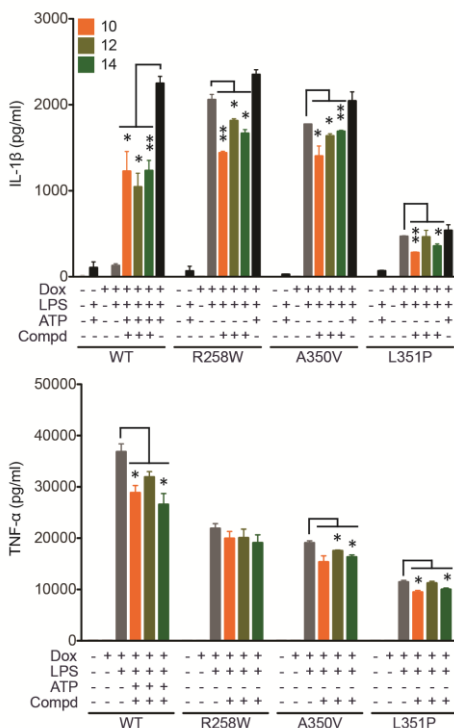 3000
10
12
14
2000
1000
0
IL-1β (pg/ml)
* * **
** * *
* * **
** *
Dox - + + + + + + - + + + + + + - + + + + + + - + + + + + +
LPS + - + + + + + + - + + + + + + - + + + + + + - + + + + +
ATP + - - + + + + + - - - - - + + - - - - - + + - - - - - +
Compd - - - + + + - - - - + + + - - - - + + + - - - - + + + -
WT R258W A350V L351P
50000
40000
30000
20000
10000
0
TNF-α (pg/ml)
* *
* *
* *
Dox - + + + + + - + + + + + - + + + + + - + + + + +
LPS - - + + + + - - + + + + - - + + + + - - + + + +
ATP - - - + + + - - - - - - - - - - - - - - - - - -
Compd - - - + + + - - - + + + - - - + + + - - - + + +
WT R258W A350V L351P